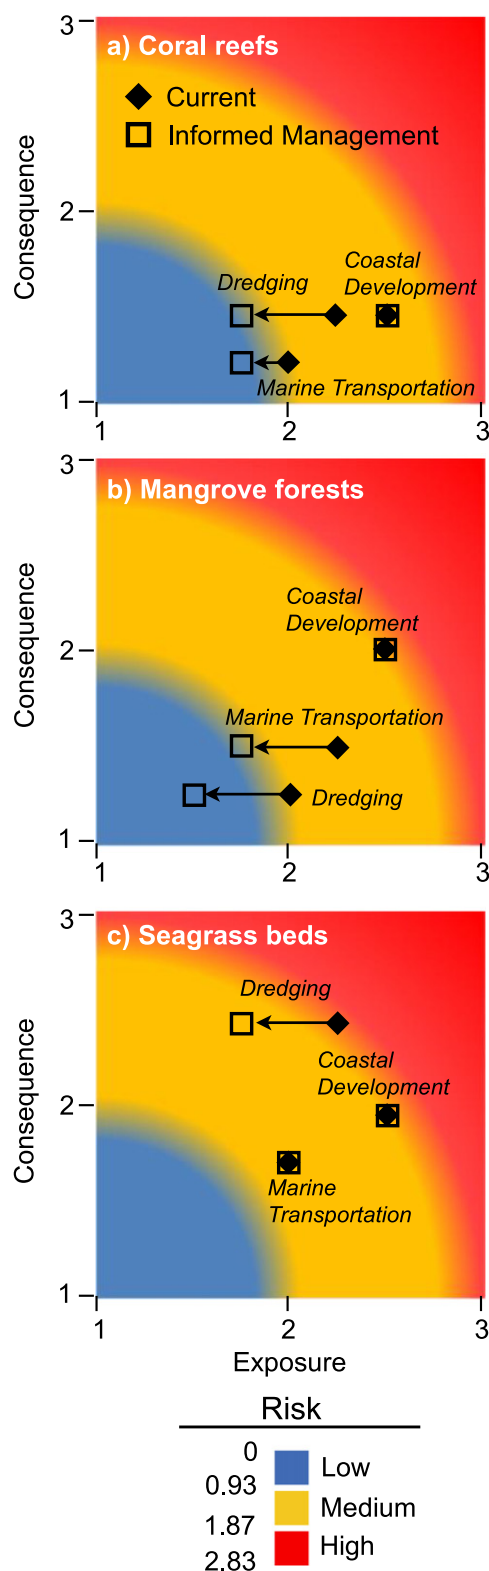 3
a) Coral reefs
Current
Informed Management
Consequence
2
Dredging
Coastal
Development
Marine Transportation
1
1
2
3
3
b) Mangrove forests
Consequence
Coastal
Development
2
Marine Transportation
Dredging
1
1
2
3
3
c) Seagrass beds
Dredging
Consequence
Coastal
Development
2
Marine
Transportation
1
1
2
3
Exposure
Risk
0
Low
0.93
Medium
1.87
High
2.83